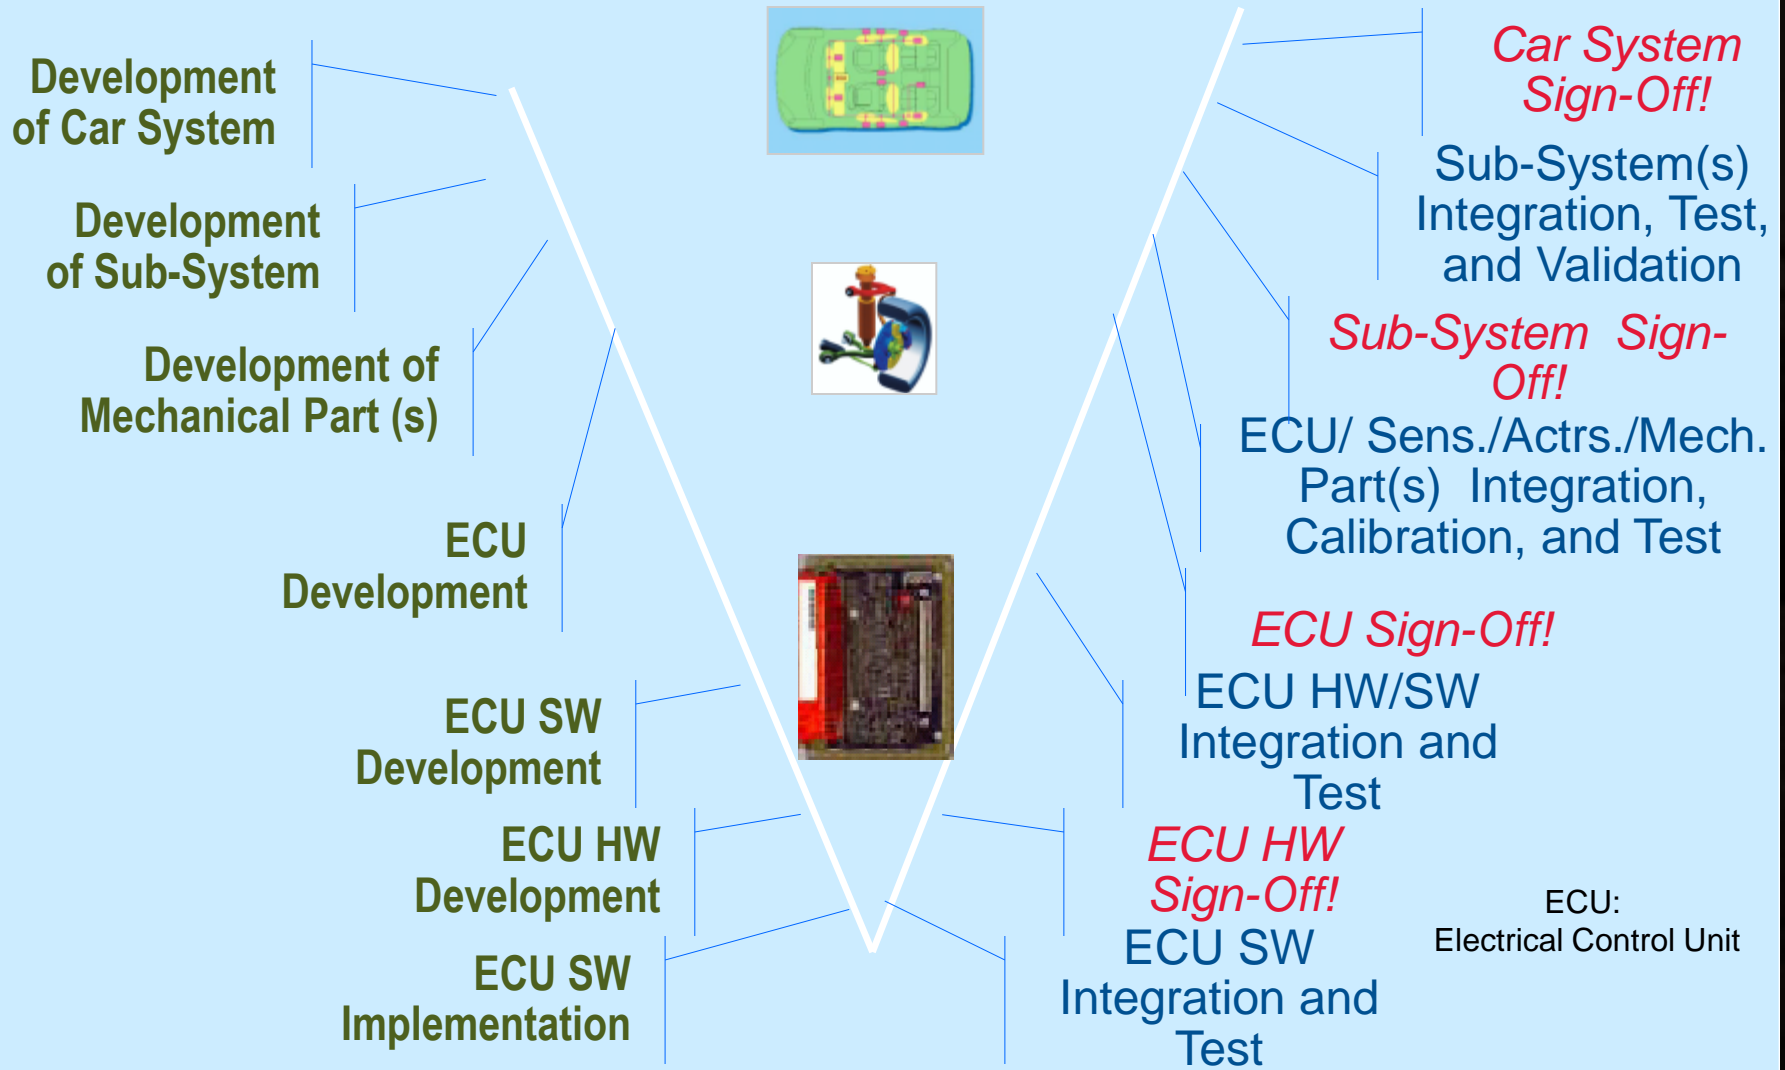 Development
of Car System
Development
of Sub-System
Development of
Mechanical Part (s)
ECU
Development
ECU SW
Development
ECU HW
Development
ECU SW
Implementation
Car System
Sign-Off!
Sub-System(s)
Integration, Test,
and Validation
Sub-System Sign-
Off!
ECU/ Sens./Actrs./Mech.
Part(s) Integration,
Calibration, and Test
ECU Sign-Off!
ECU HW/SW
Integration and
Test
ECU HW
Sign-Off!
ECU SW
Integration and
Test
ECU:
Electrical Control Unit